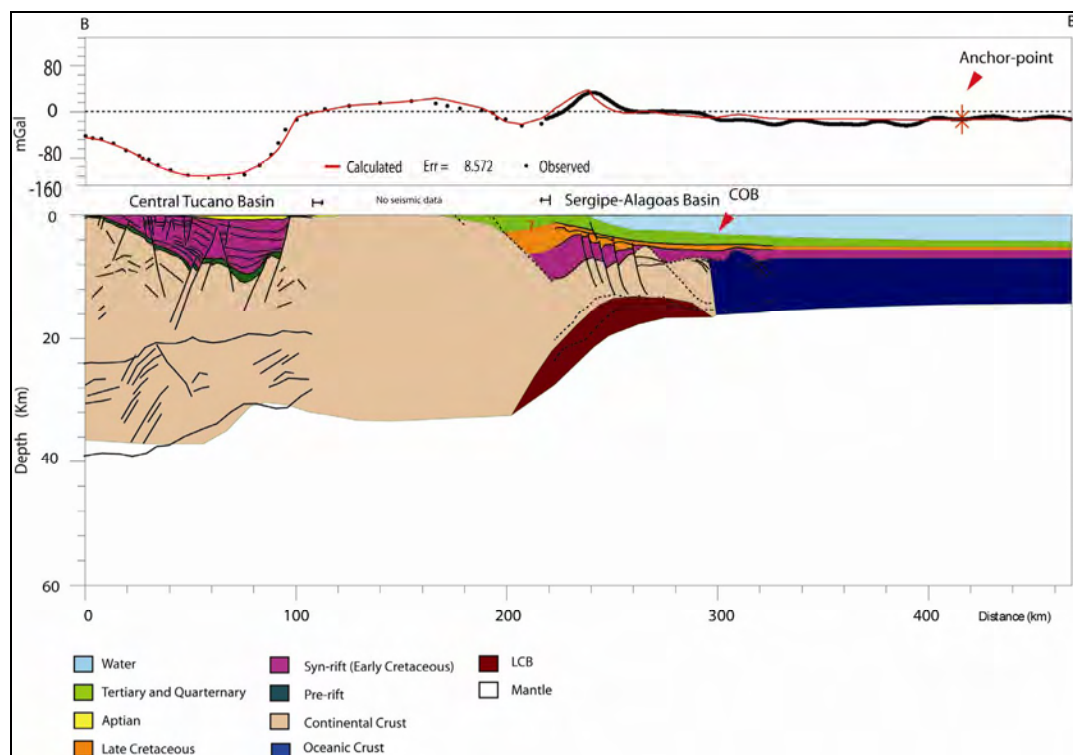 B
E
Anchor-point
mGal
80
0
-80
-160
Calculated Err = 8.572 Observed
Central Tucano Basin
No seismic data
Sergipe-Alagoas Basin
COB
Depth (Km)
0
20
40
60
0 100 200 300 400 Distance (km)
Water
Tertiary and Quarternary
Aptian
Late Cretaceous
Syn-rift (Early Cretaceous)
Pre-rift
Continental Crust
Oceanic Crust
LCB
Mantle